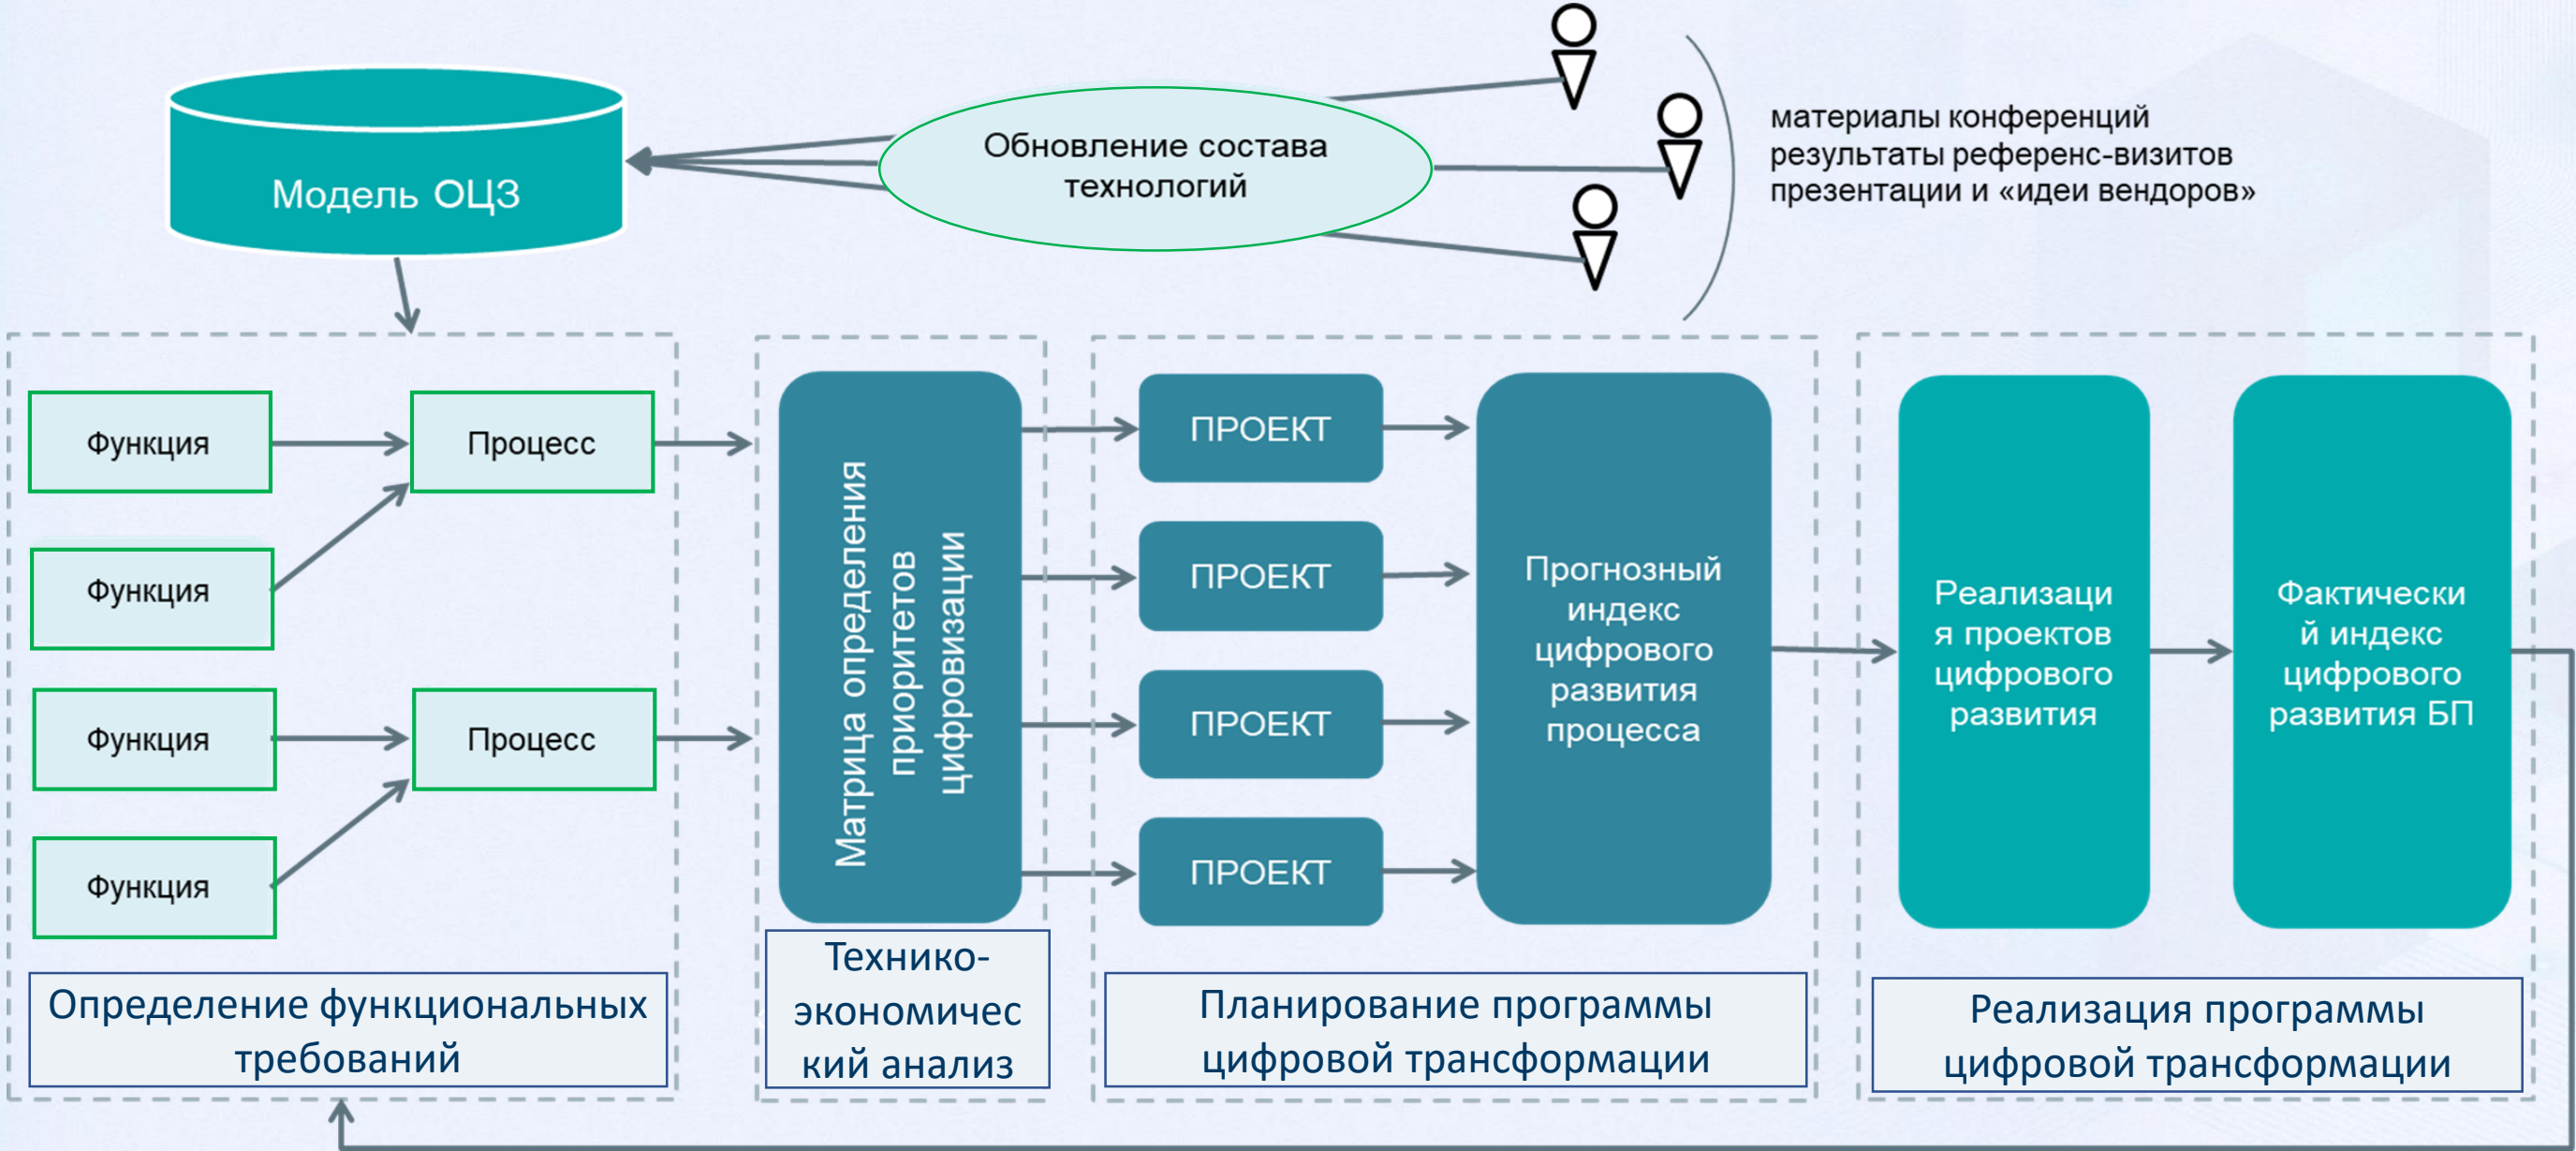 Модель ОЦЗ
Обновление состава
технологий
материалы конференций
результаты референс-визитов
презентации и «идеи вендоров»
Функция
Процесс
Функция
Функция
Процесс
Функция
Определение функциональных
требований
Матрица определения
приоритетов
цифровизации
Технико-
экономичес
кий анализ
ПРОЕКТ
ПРОЕКТ
ПРОЕКТ
ПРОЕКТ
Прогнозный
индекс
цифрового
развития
процесса
Планирование программы
цифровой трансформации
Реализаци
я проектов
цифрового
развития
Фактически
й индекс
цифрового
развития БП
Реализация программы
цифровой трансформации